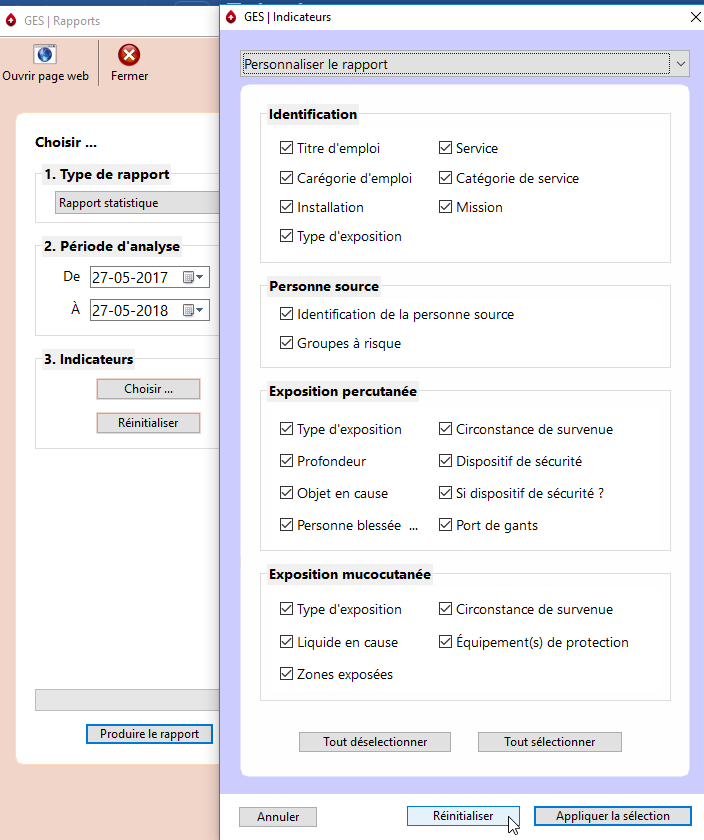 GES | Rapports
Ouvrir page web
Fermer
Choisir ...
1. Type de rapport
Rapport statistique
2. Période d'analyse
De 27-05-2017
À 27-05-2018
3. Indicateurs
Choisir ...
Réinitialiser
Produire le rapport
GES | Indicateurs
Personnaliser le rapport
Identification
Titre d'emploi
Service
Carégorie d'emploi
Catégorie de service
Installation
Mission
Type d'exposition
Personne source
Identification de la personne source
Groupes à risque
Exposition percutanée
Type d'exposition
Circonstance de survenue
Profondeur
Dispositif de sécurité
Objet en cause
Si dispositif de sécurité ?
Personne blessée ...
Port de gants
Exposition mucocutanée
Type d'exposition
Circonstance de survenue
Liquide en cause
Équipement(s) de protection
Zones exposées
Tout déselectionner
Tout sélectionner
Annuler
Réinitialiser
Appliquer la sélection